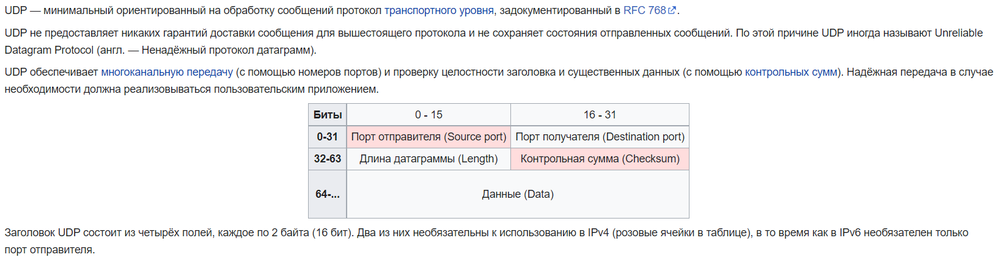 UDP — минимальный ориентированный на обработку сообщений протокол транспортного уровня, задокументированный в RFC 768.
UDP не предоставляет никаких гарантий доставки сообщения для вышестоящего протокола и не сохраняет состояния отправленных сообщений. По этой причине UDP иногда называют Unreliable
Datagram Protocol (англ. — Ненадёжный протокол датаграмм).
UDP обеспечивает многоканальную передачу (с помощью номеров портов) и проверку целостности заголовка и существенных данных (с помощью контрольных сумм). Надёжная передача в случае
необходимости должна реализовываться пользовательским приложением.
Биты 0 - 15 16 - 31
0-31 Порт отправителя (Source port) Порт получателя (Destination port)
32-63 Длина датаграммы (Length) Контрольная сумма (Checksum)
64-... Данные (Data)
Заголовок UDP состоит из четырёх полей, каждое по 2 байта (16 бит). Два из них необязательны к использованию в IPv4 (розовые ячейки в таблице), в то время как в IPv6 необязателен только
порт отправителя.